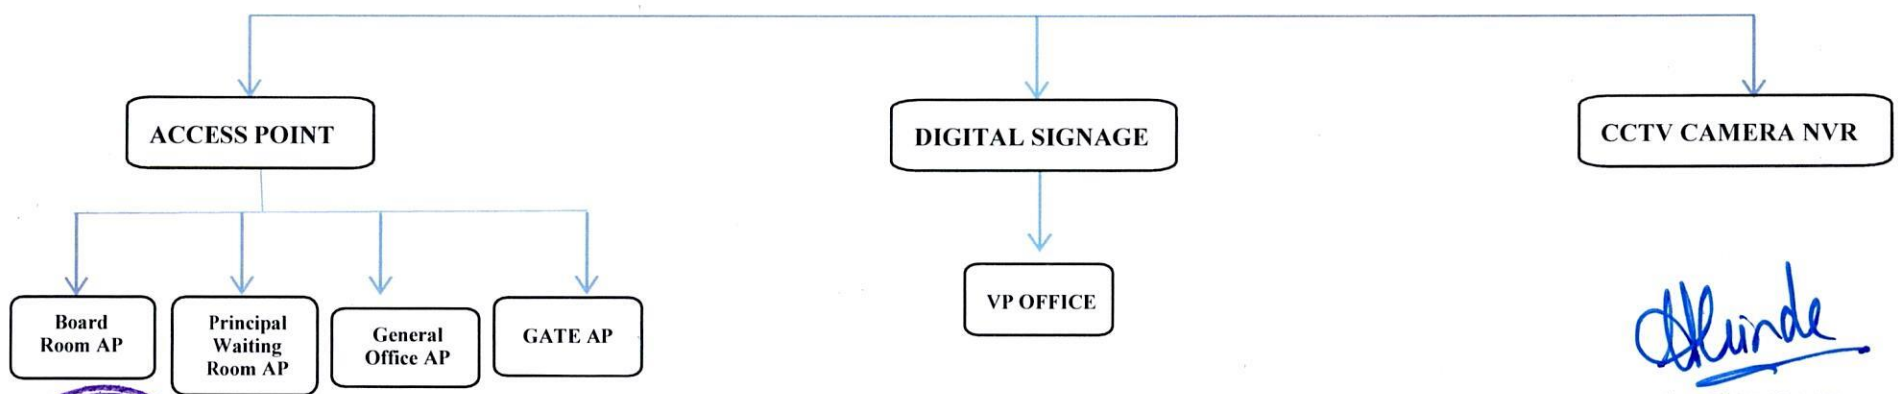 ACCESS POINT
DIGITAL SIGNAGE
CCTV CAMERA NVR
Board
Room AP
Principal
Waiting
Room AP
General
Office AP
GATE AP
VP OFFICE